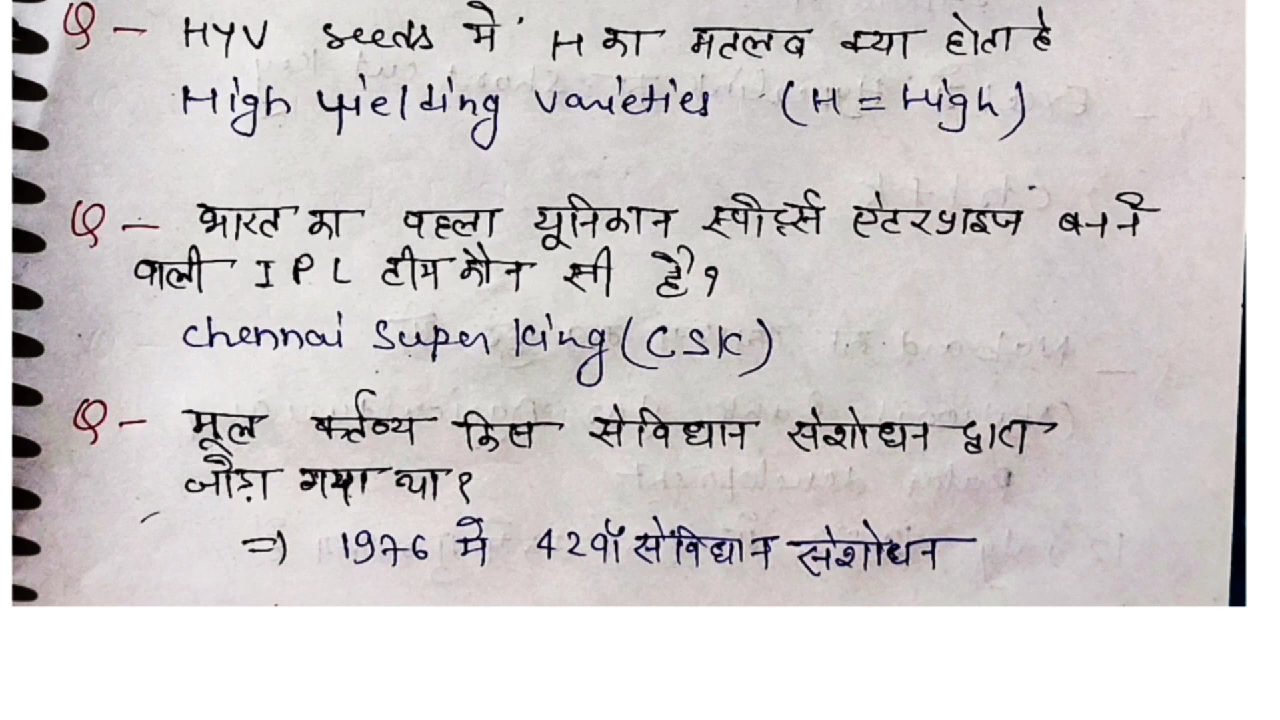 Q - HYV seeds में H का मतलब क्या होता है
High yielding varieties (H = High)
Q - भारत का पहला यूनिकान स्पोर्ट्स एंटरप्राइज बनने
वाली IPL टीम कौन सी है?
Chennai Super King (CSK)
Q - मूल कर्तव्य किस संविधान संशोधन द्वारा
जोड़ा गया था?
=) 1976 में 42वाँ संविधान संशोधन